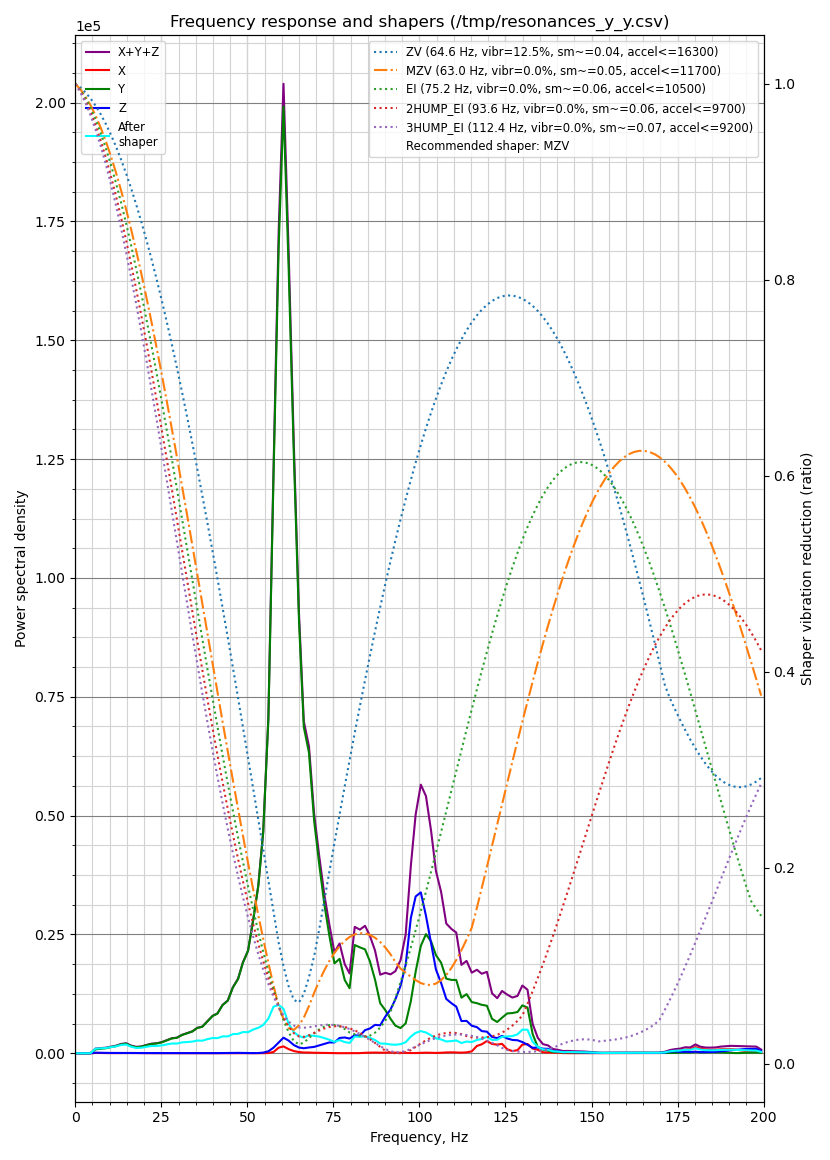 Frequency response and shapers (/tmp/resonances_y_y.csv)
1e5
X+Y+Z
X
Y
Z
After
shaper
ZV (64.6 Hz, vibr=12.5%, sm~=0.04, accel<=16300)
MZV (63.0 Hz, vibr=0.0%, sm~=0.05, accel<=11700)
EI (75.2 Hz, vibr=0.0%, sm~=0.06, accel<=10500)
2HUMP_EI (93.6 Hz, vibr=0.0%, sm~=0.06, accel<=9700)
3HUMP_EI (112.4 Hz, vibr=0.0%, sm~=0.07, accel<=9200)
Recommended shaper: MZV
Power spectral density
2.00
1.75
1.50
1.25
1.00
0.75
0.50
0.25
0.00
1.0
0.8
0.6
0.4
0.2
0.0
Shaper vibration reduction (ratio)
0 25 50 75 100 125 150 175 200
Frequency, Hz